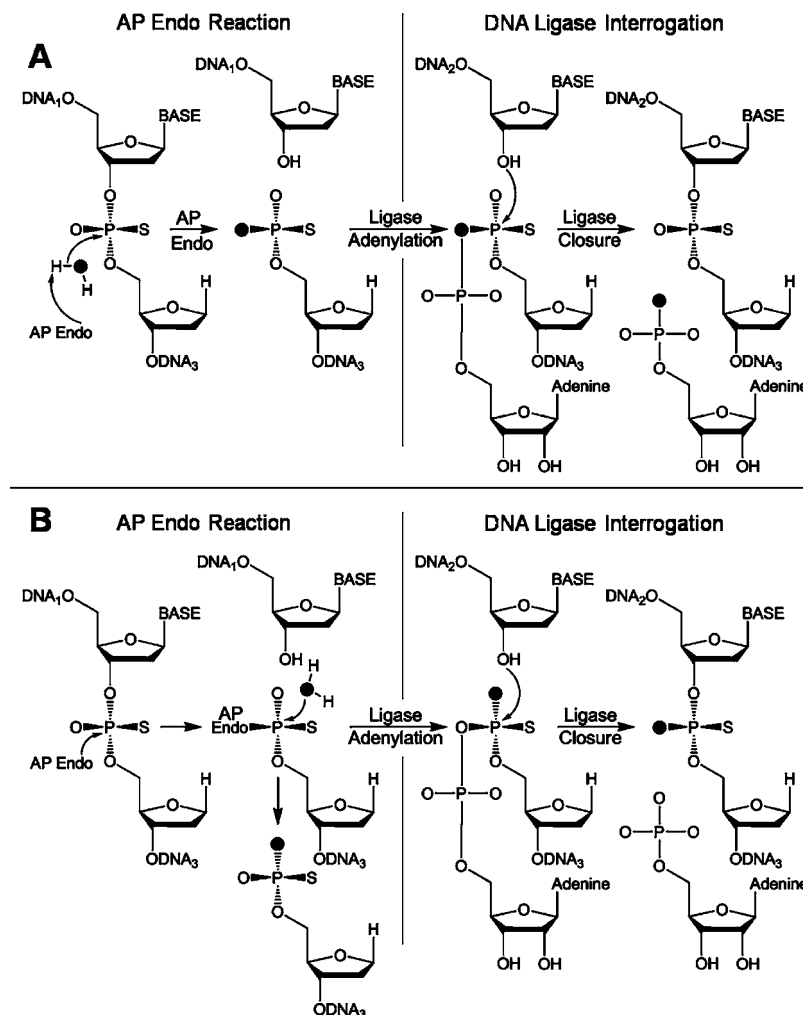 AP Endo Reaction
DNA Ligase Interrogation
A
DNA₁O
BASE
O
O
O
P
S
O
H
H
AP Endo
O
H
ODNA₃
AP
Endo
DNA₁O
BASE
O
OH
O
P
S
O
O
H
ODNA₃
Ligase
Adenylation
DNA₂O
BASE
O
OH
O
P
S
O
O
P
O
O
H
ODNA₃
O
Adenine
O
OH
OH
Ligase
Closure
DNA₂O
BASE
O
O
O
P
S
O
O
H
ODNA₃
O
P
O
O
Adenine
O
OH
OH
B
AP Endo Reaction
DNA Ligase Interrogation
DNA₁O
BASE
O
O
O
P
S
AP Endo
O
H
O
ODNA₃
DNA₁O
BASE
O
OH
H
H
O
AP
Endo
P
S
O
H
O
ODNA₃
O
P
S
O
H
O
ODNA₃
Ligase
Adenylation
DNA₂O
BASE
O
OH
O
P
S
O
O
P
O
H
O
ODNA₃
O
Adenine
O
OH
OH
Ligase
Closure
DNA₂O
BASE
O
O
P
S
O
H
O
ODNA₃
O
O
P
O
O
Adenine
O
OH
OH